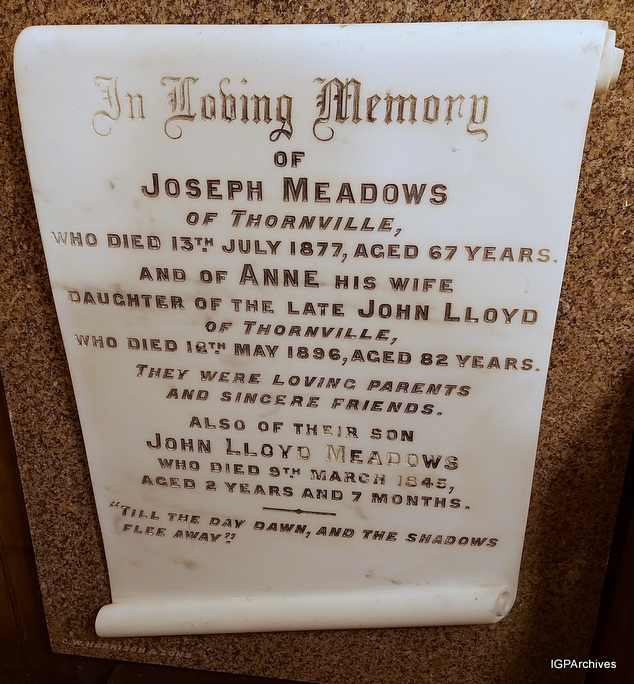 In Loving Memory
OF
JOSEPH MEADOWS
OF THORNVILLE,
WHO DIED 13TH JULY 1877, AGED 67 YEARS.
AND OF ANNE HIS WIFE
DAUGHTER OF THE LATE JOHN LLOYD
OF THORNVILLE,
WHO DIED MAY 1896, AGED 82 YEARS.
THEY WERE LOVING PARENTS
AND SINCERE FRIENDS.
ALSO OF THEIR SON
JOHN LLOYD MEADOWS
WHO DIED 9TH MARCH 1845,
AGED 2 YEARS AND 7 MONTHS.
"TILL THE DAY DAWN, AND THE SHADOWS
FLEE AWAY"
HARRISON & SONS
IGPArchives